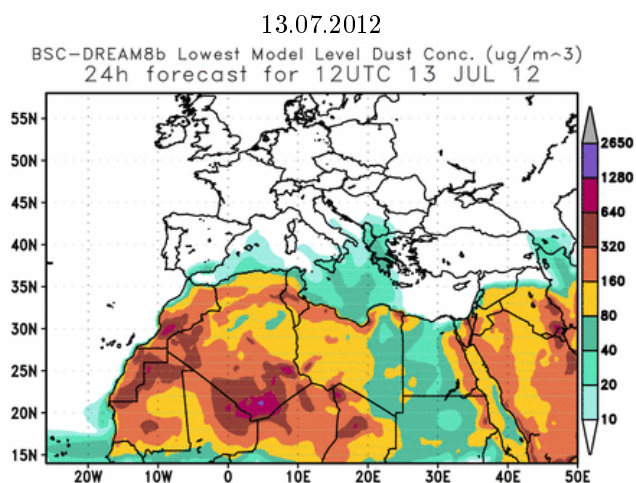 13.07.2012
BSC-DREAM8b Lowest Model Level Dust Conc. (ug/m^3)
24h forecast for 12UTC 13 JUL 12
55N
50N
45N
40N
35N
30N
25N
20N
15N
20W 10W 0 10E 20E 30E 40E 50E
2650
1280
640
320
160
80
40
20
10